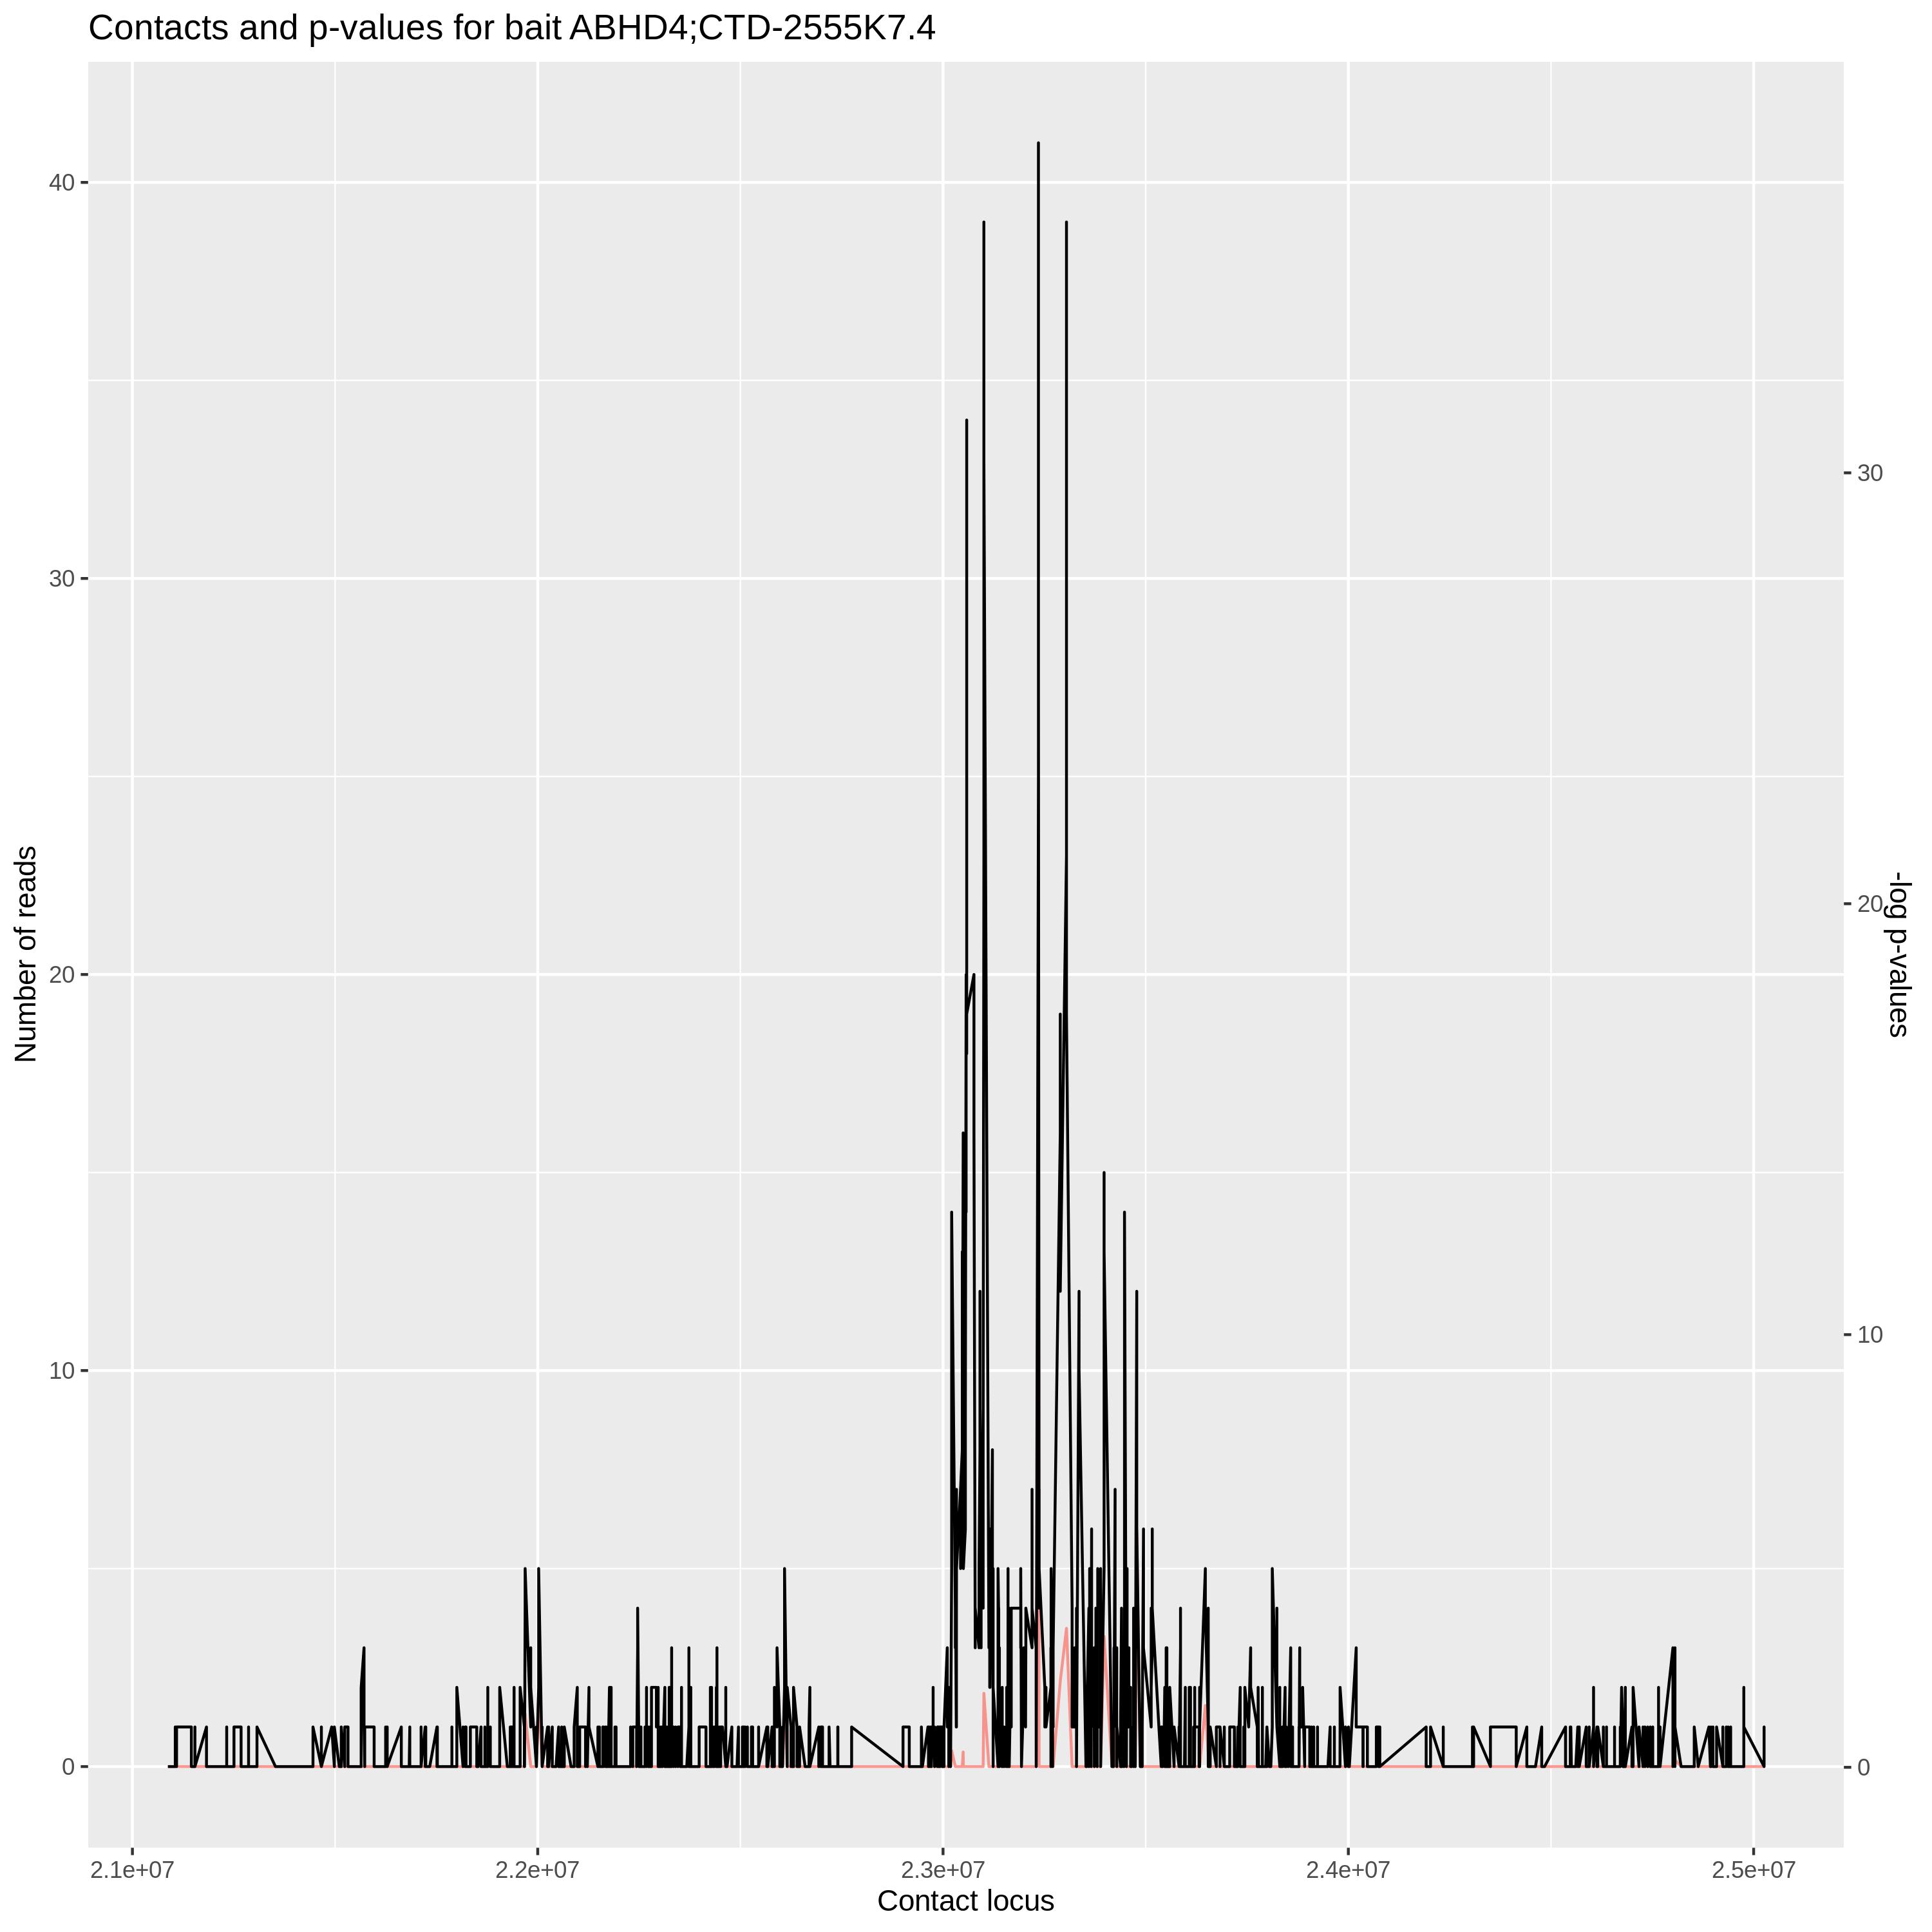 Contacts and p-values for bait ABHD4;CTD-2555K7.4
40
30
20
10
0
Number of reads
30
20
10
0
-log p-values
2.1e+07 2.2e+07 2.3e+07 2.4e+07 2.5e+07
Contact locus